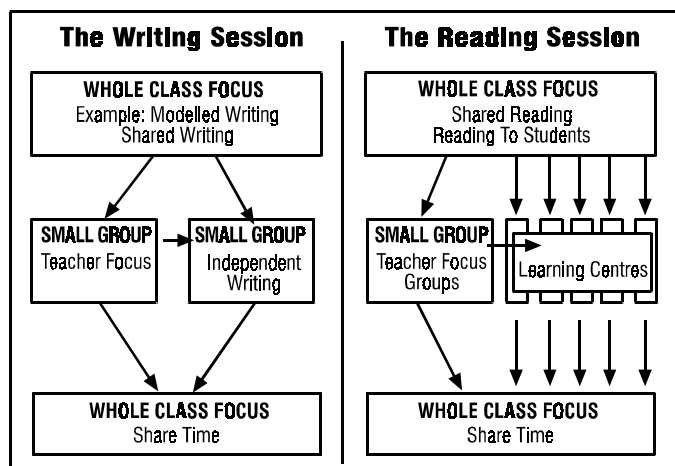 The Writing Session
WHOLE CLASS FOCUS
Example: Modelled Writing
Shared Writing
SMALL GROUP
Teacher Focus
SMALL GROUP
Independent
Writing
WHOLE CLASS FOCUS
Share Time
The Reading Session
WHOLE CLASS FOCUS
Shared Reading
Reading To Students
SMALL GROUP
Teacher Focus
Groups
Learning Centres
WHOLE CLASS FOCUS
Share Time